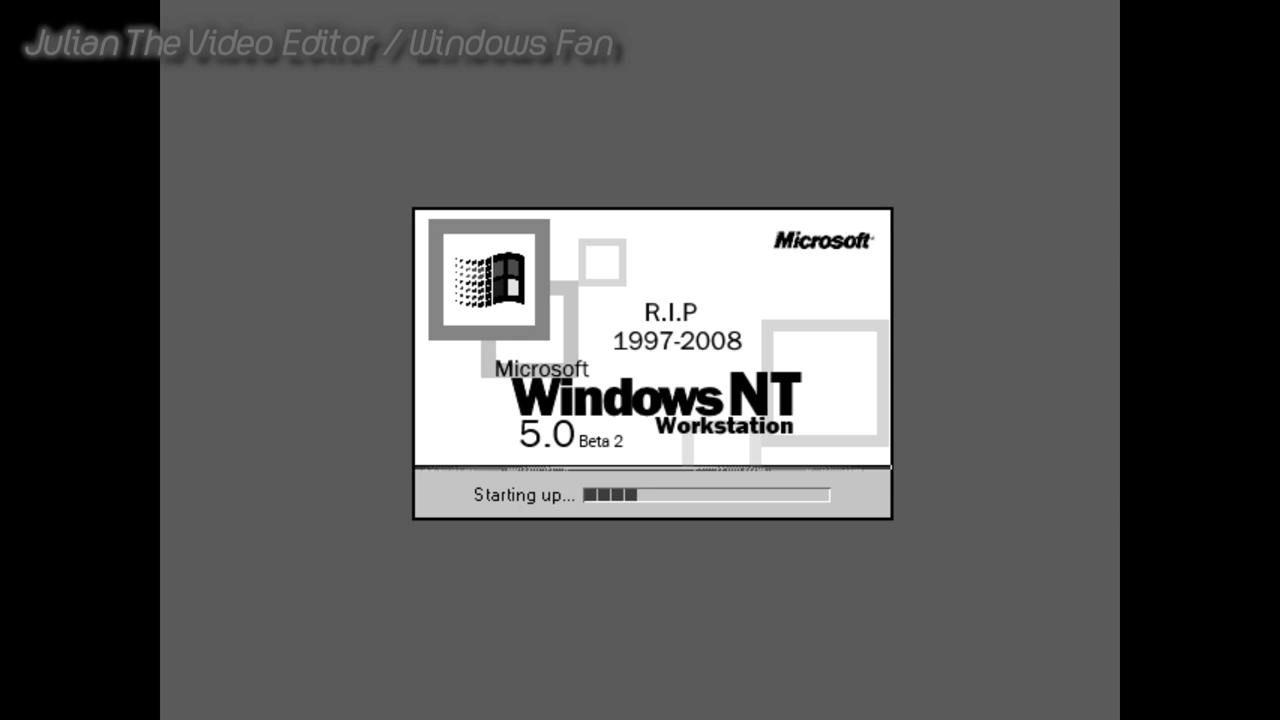 Julian The Video Editor / Windows Fan
Microsoft
R.I.P
1997-2008
Microsoft
Windows NT
Workstation
5.0 Beta 2
Starting up...